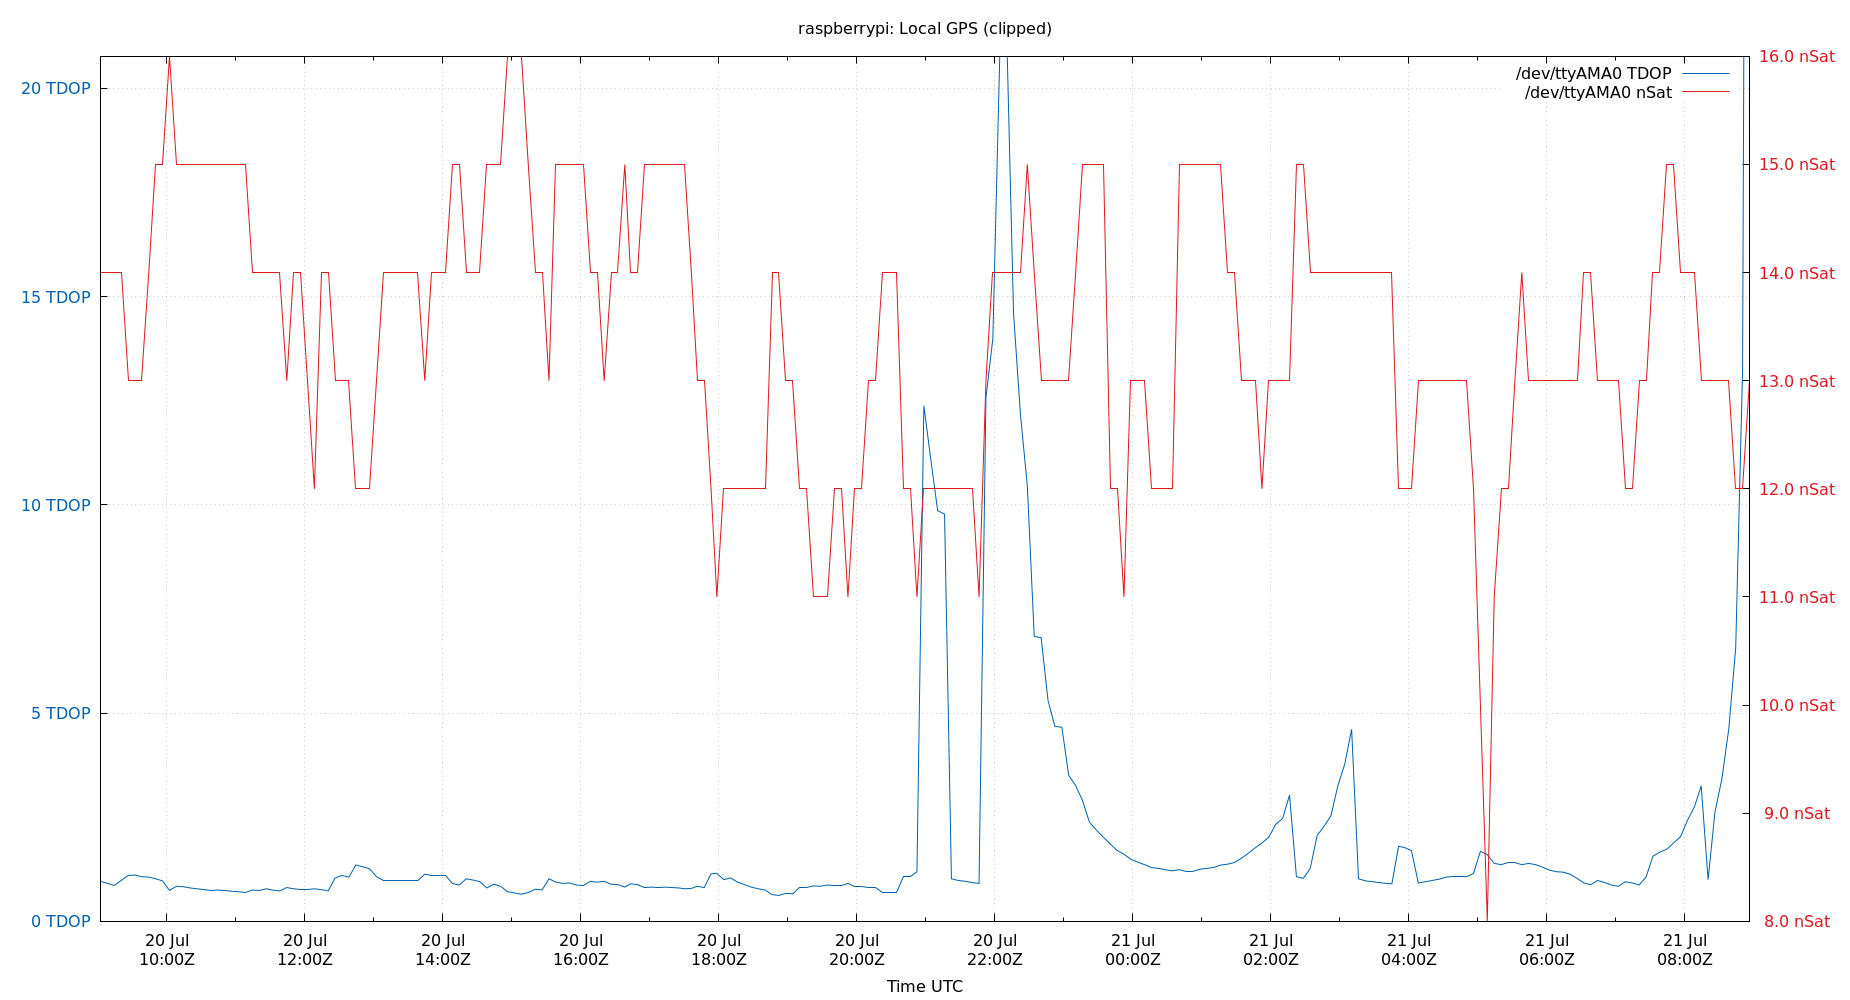 raspberrypi: Local GPS (clipped)
/dev/ttyAMA0 TDOP
/dev/ttyAMA0 nSat
20 TDOP
15 TDOP
10 TDOP
5 TDOP
0 TDOP
16.0 nSat
15.0 nSat
14.0 nSat
13.0 nSat
12.0 nSat
11.0 nSat
10.0 nSat
9.0 nSat
8.0 nSat
20 Jul 20 Jul 20 Jul 20 Jul 20 Jul 20 Jul 20 Jul 21 Jul 21 Jul 21 Jul 21 Jul 21 Jul
10:00Z 12:00Z 14:00Z 16:00Z 18:00Z 20:00Z 22:00Z 00:00Z 02:00Z 04:00Z 06:00Z 08:00Z
Time UTC